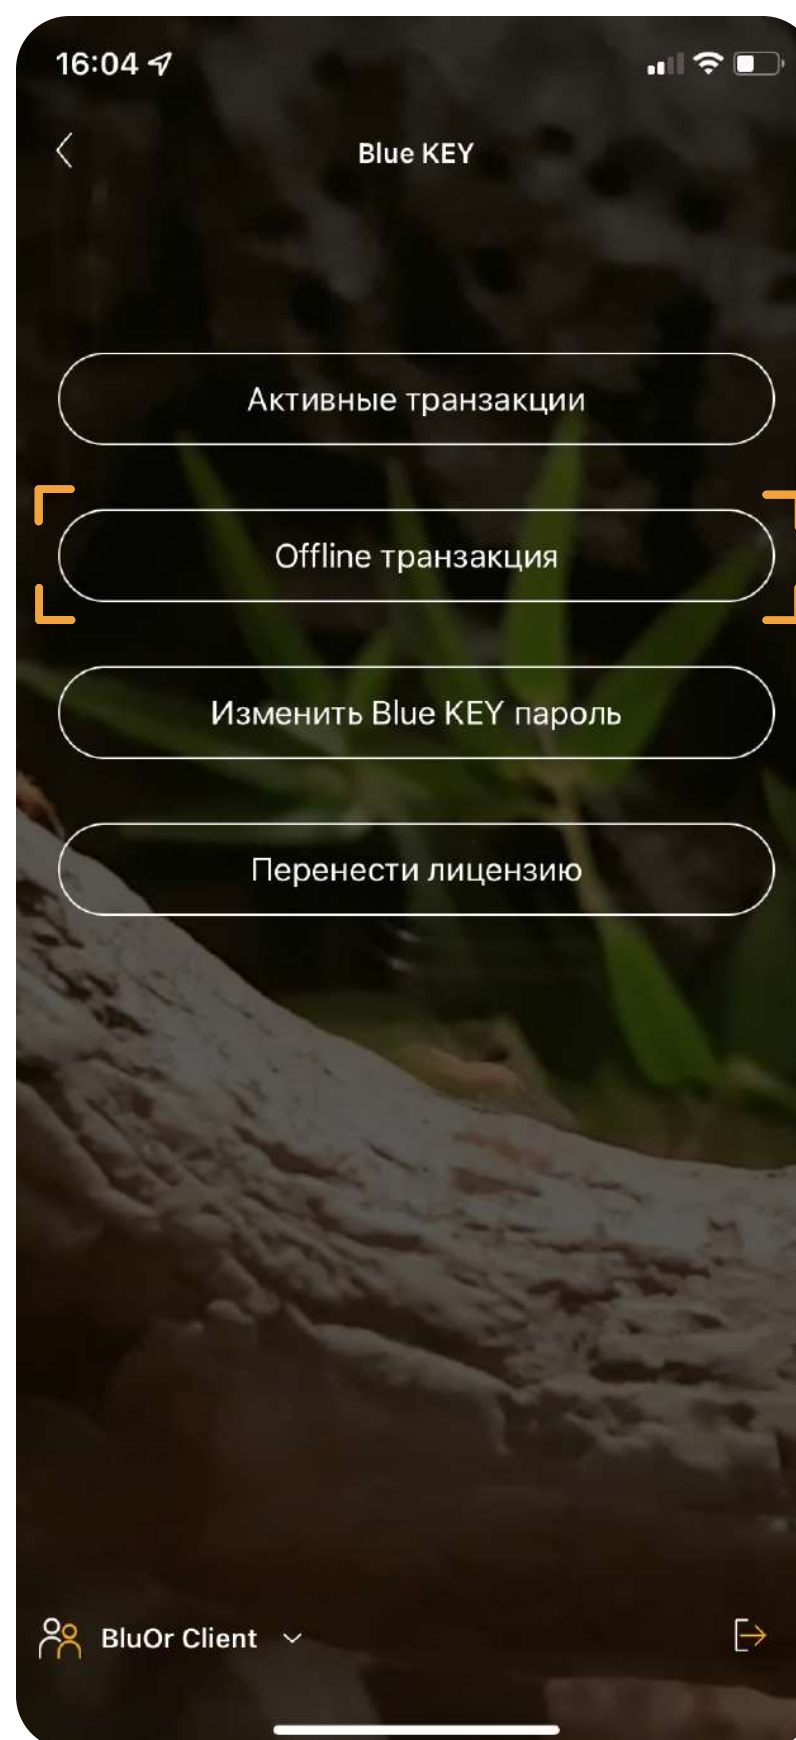 16:04
Blue KEY
Активные транзакции
Offline транзакция
Изменить Blue KEY пароль
Перенести лицензию
BluOr Client